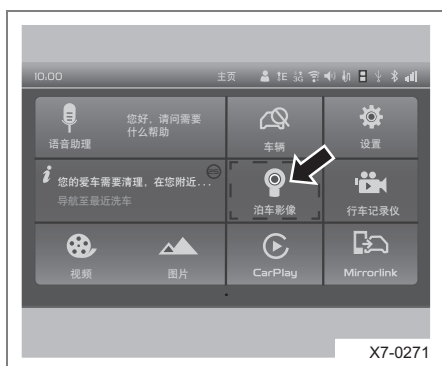 10:00 主页
您好，请问需要
什么帮助
语音助理
车辆
设置
您的爱车需要清理，在您附近...
导航至最近洗车
泊车影像
行车记录仪
视频
图片
CarPlay
Mirrorlink
X7-0271